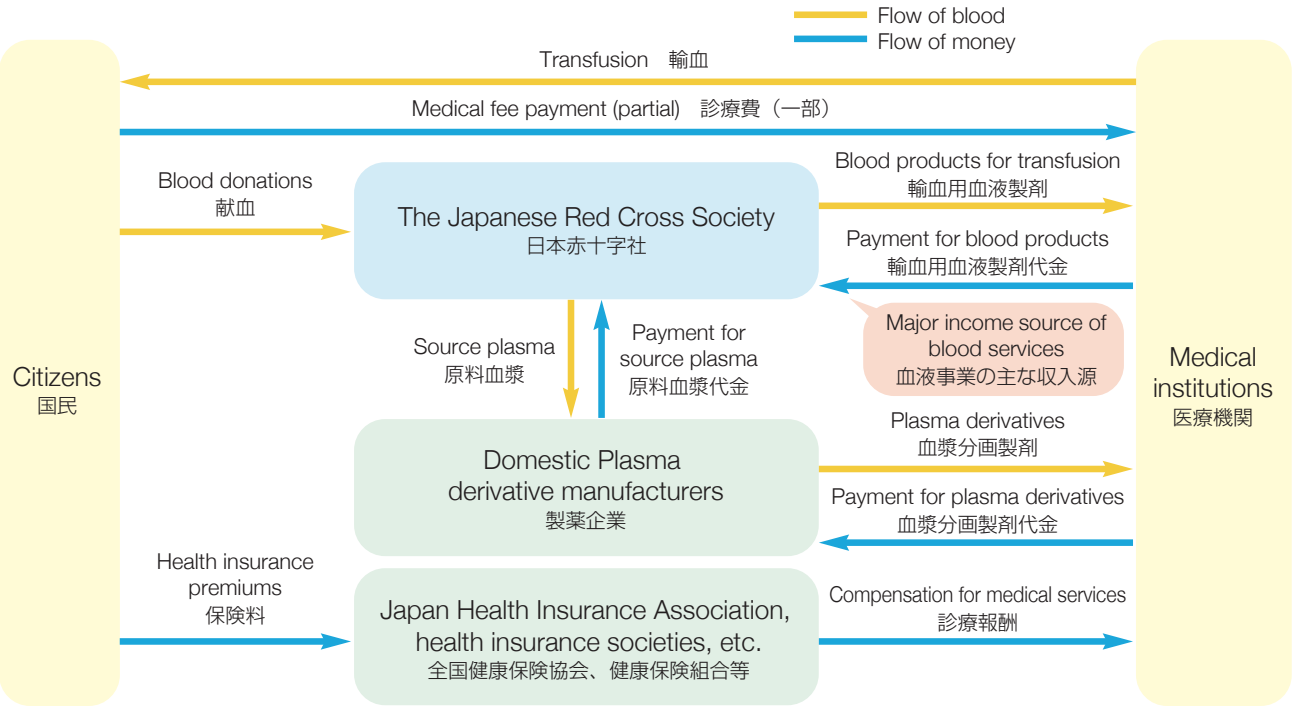 Flow of blood
Flow of money
Transfusion 輸血
Medical fee payment (partial) 診療費（一部）
Citizens
国民
Blood donations
献血
The Japanese Red Cross Society
日本赤十字社
Blood products for transfusion
輸血用血液製剤
Payment for blood products
輸血用血液製剤代金
Major income source of
blood services
血液事業の主な収入源
Source plasma
原料血漿
Payment for
source plasma
原料血漿代金
Medical
institutions
医療機関
Domestic Plasma
derivative manufacturers
製薬企業
Plasma derivatives
血漿分画製剤
Payment for plasma derivatives
血漿分画製剤代金
Health insurance
premiums
保険料
Japan Health Insurance Association,
health insurance societies, etc.
全国健康保険協会、健康保険組合等
Compensation for medical services
診療報酬